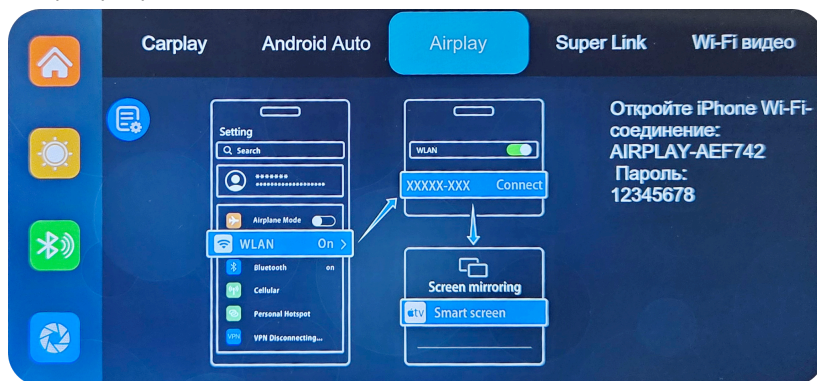 Carplay
Android Auto
Airplay
Super Link
Wi-Fi видео
Setting
Search
Airplane Mode
WLAN On >
Bluetooth on
Cellular
Personal Hotspot
VPN VPN Disconnecting...
WLAN
XXXXX-XXX Connect
Screen mirroring
tv Smart screen
Откройте iPhone Wi-Fi-
соединение:
AIRPLAY-AEF742
Пароль:
12345678